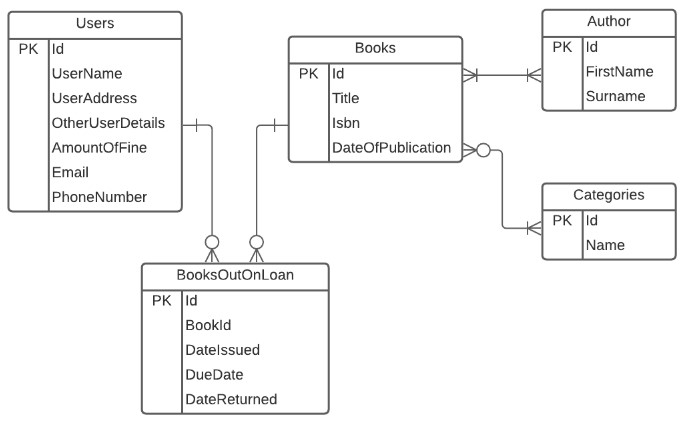 Users
PK Id
UserName
UserAddress
OtherUserDetails
AmountOfFine
Email
PhoneNumber
Books
PK Id
Title
Isbn
DateOfPublication
Author
PK Id
FirstName
Surname
Categories
PK Id
Name
BooksOutOnLoan
PK Id
BookId
DateIssued
DueDate
DateReturned